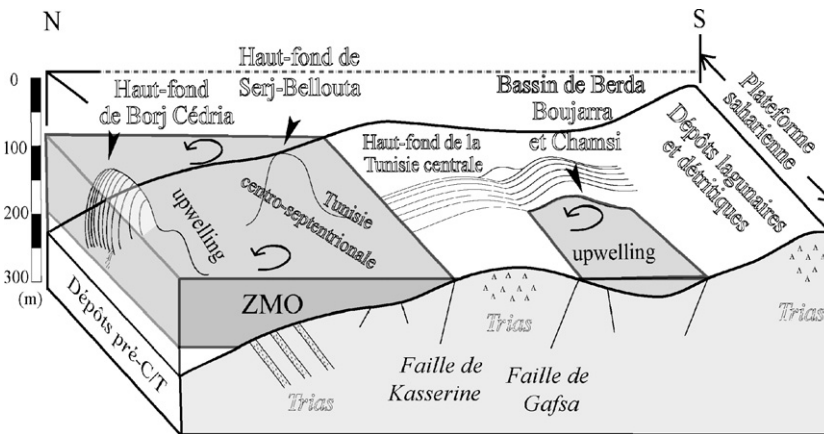 N
S
Haut-fond de
Serj-Bellouta
Haut-fond
de Borj Cédria
Bassin de Berda
Boujarra
et Chamsi
Haut-fond de la
Tunisie centrale
Plateforme
saharienne
Dépôts lagunaires
et détritiques
0
100
200
300
(m)
upwelling
Tunisie
centro-septentrionale
upwelling
ZMO
Dépôts pré-C/T
Trias
Trias
Trias
Faille de
Kasserine
Faille de
Gafsa